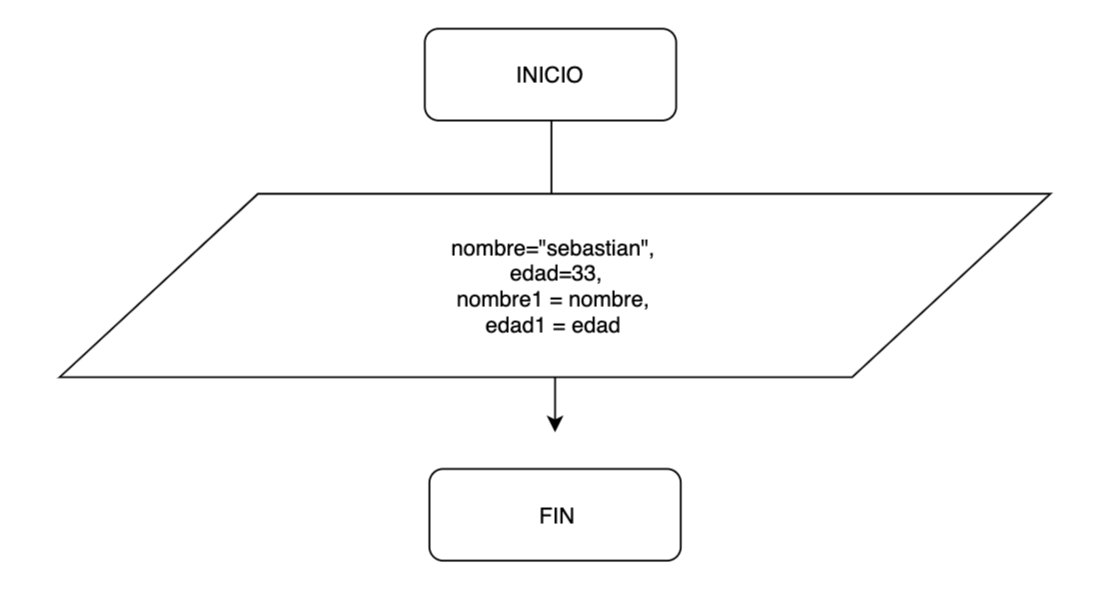 INICIO
nombre="sebastian",
edad=33,
nombre1 = nombre,
edad1 = edad
FIN